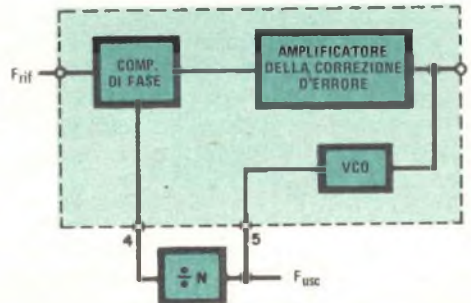 COMP.
DI FASE
AMPLIFICATORE
DELLA CORREZIONE
D'ERRORE
Frif
VCO
4
5
÷ N
Fusc